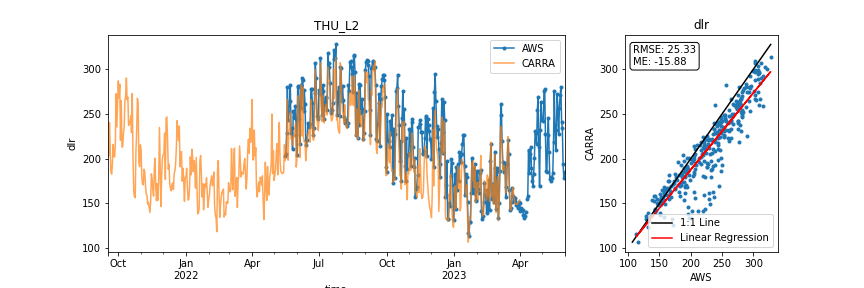 THU_L2
dlr
AWS
CARRA
300
250
200
150
100
dlr
Oct
Jan
2022
Apr
Jul
Oct
Jan
2023
Apr
time
RMSE: 25.33
ME: -15.88
300
250
200
150
100
CARRA
1:1 Line
Linear Regression
100
150
200
250
300
AWS